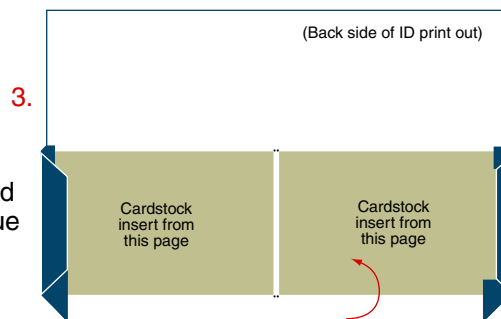 (Back side of ID print out)
3.
Cardstock
insert from
this page
Cardstock
insert from
this page